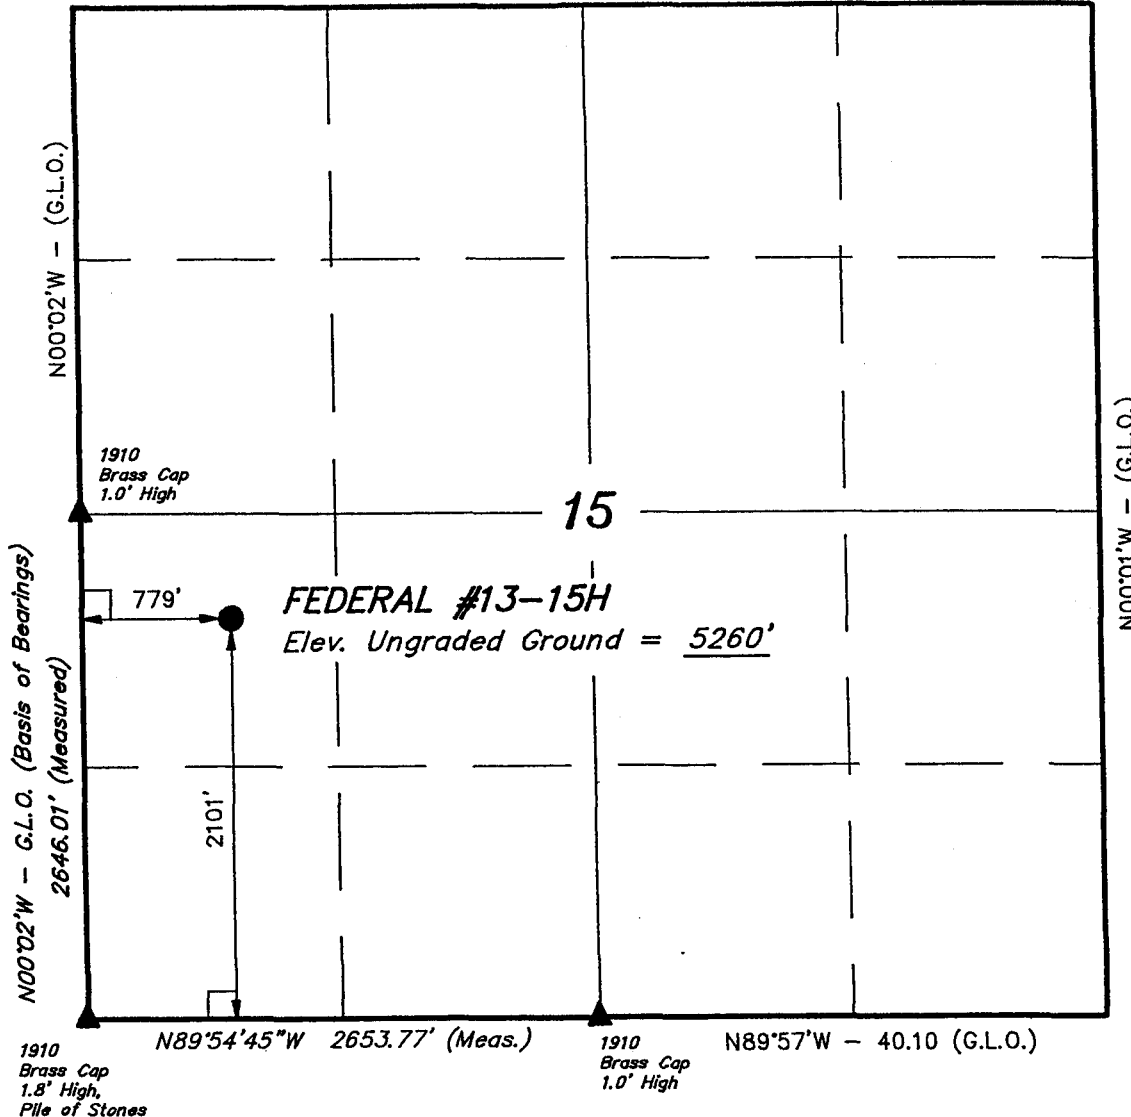 N00°02'W – (G.L.O.)
1910
Brass Cap
1.0' High
15
N00°01'W – (G.L.O.)
779'
FEDERAL #13–15H
Elev. Ungraded Ground = 5260'
N00°02'W – G.L.O. (Basis of Bearings)
2646.01' (Measured)
2101'
N89°54'45"W 2653.77' (Meas.)
N89°57'W – 40.10 (G.L.O.)
1910
Brass Cap
1.8' High,
Pile of Stones
1910
Brass Cap
1.0' High